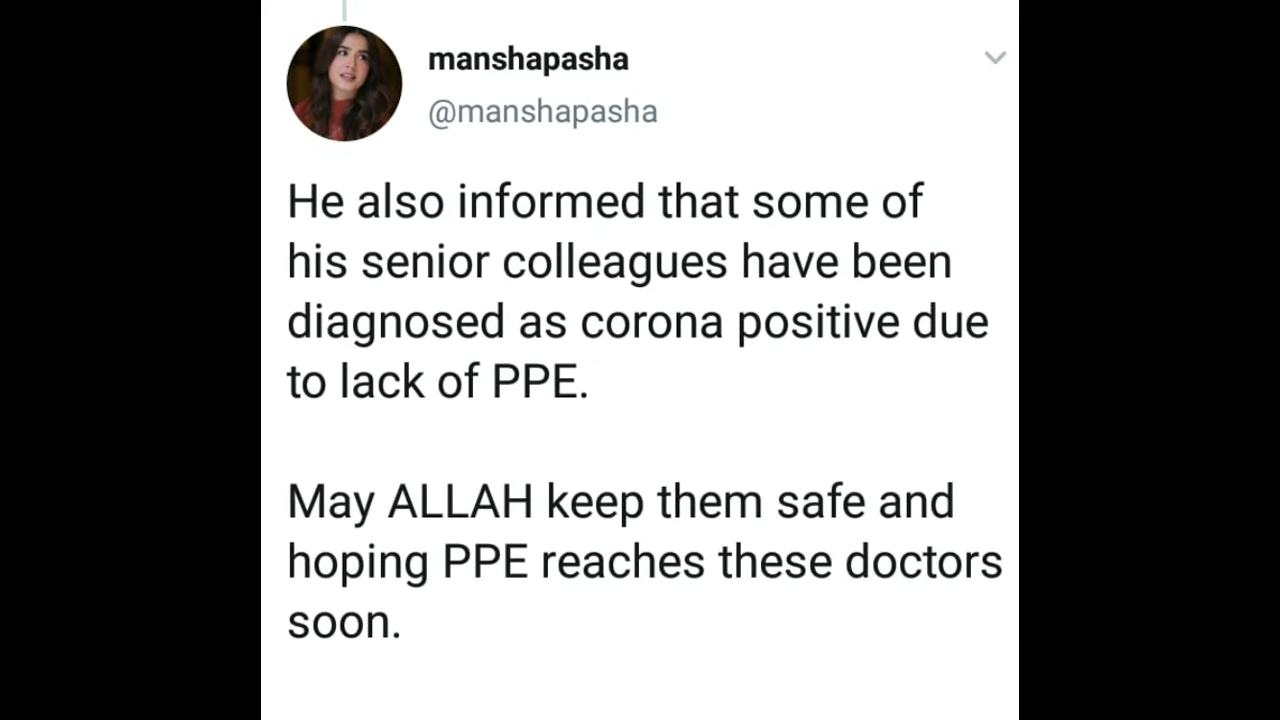 manshapasha
@manshapasha
He also informed that some of
his senior colleagues have been
diagnosed as corona positive due
to lack of PPE.
May ALLAH keep them safe and
hoping PPE reaches these doctors
soon.